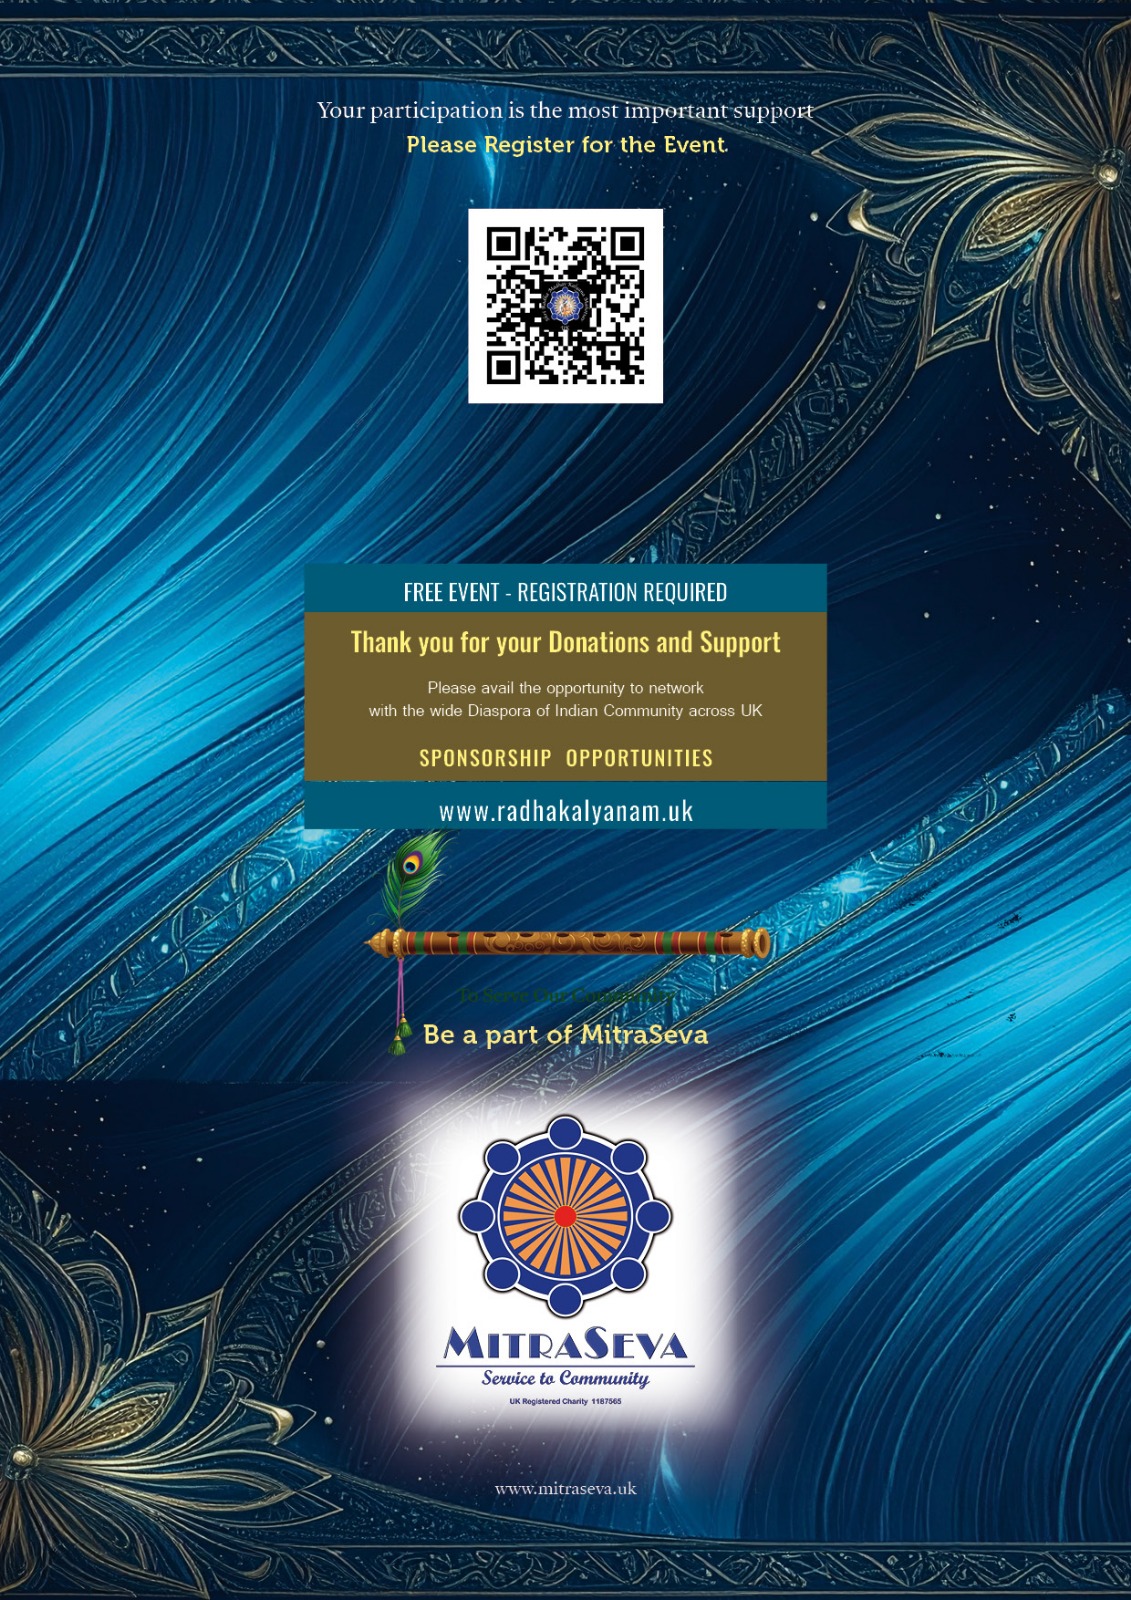 Your participation is the most important support
Please Register for the Event.
FREE EVENT - REGISTRATION REQUIRED
Thank you for your Donations and Support
Please avail the opportunity to network
with the wide Diaspora of Indian Community across UK
SPONSORSHIP OPPORTUNITIES
www.radhakalyanam.uk
To Serve Our Community
Be a part of MitraSeva
MITRASEVA
Service to Community
UK Registered Charity 1187565
www.mitraseva.uk